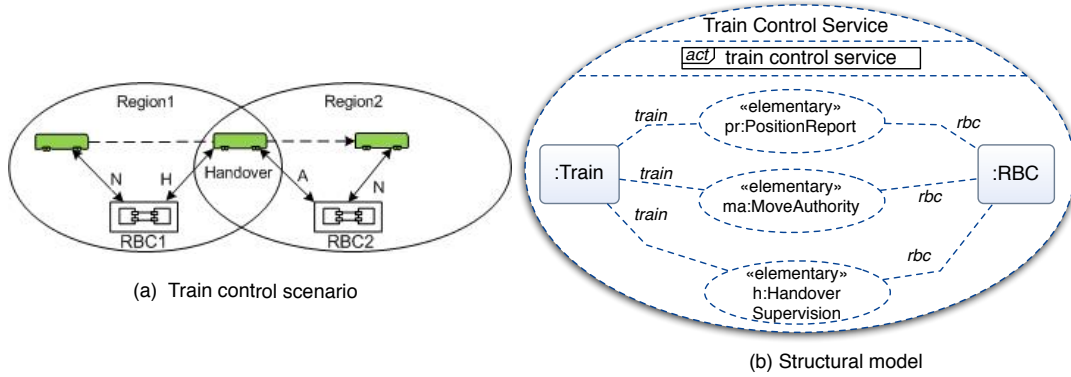 Region1
Region2
Handover
N
H
A
N
RBC1
RBC2
(a) Train control scenario
Train Control Service
act train control service
train
«elementary»
pr:PositionReport
rbc
:Train
train
«elementary»
ma:MoveAuthority
rbc
:RBC
train
«elementary»
h:Handover
Supervision
rbc
(b) Structural model